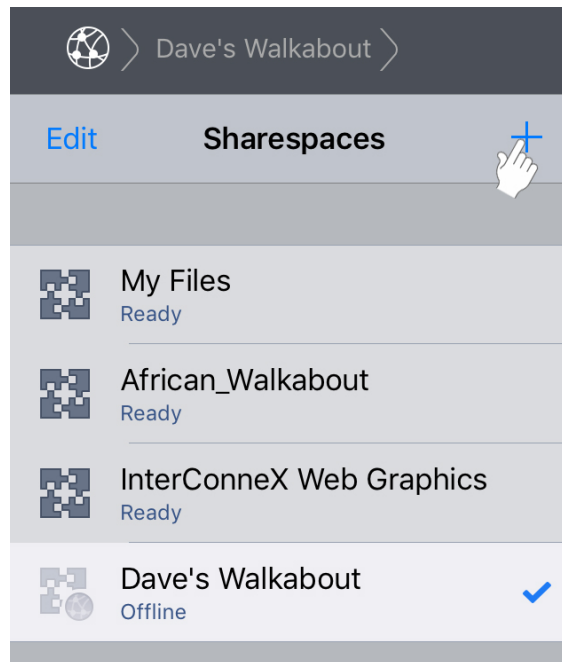 Dave's Walkabout
Edit Sharespaces +
My Files
Ready
African_Walkabout
Ready
InterConneX Web Graphics
Ready
Dave's Walkabout
Offline